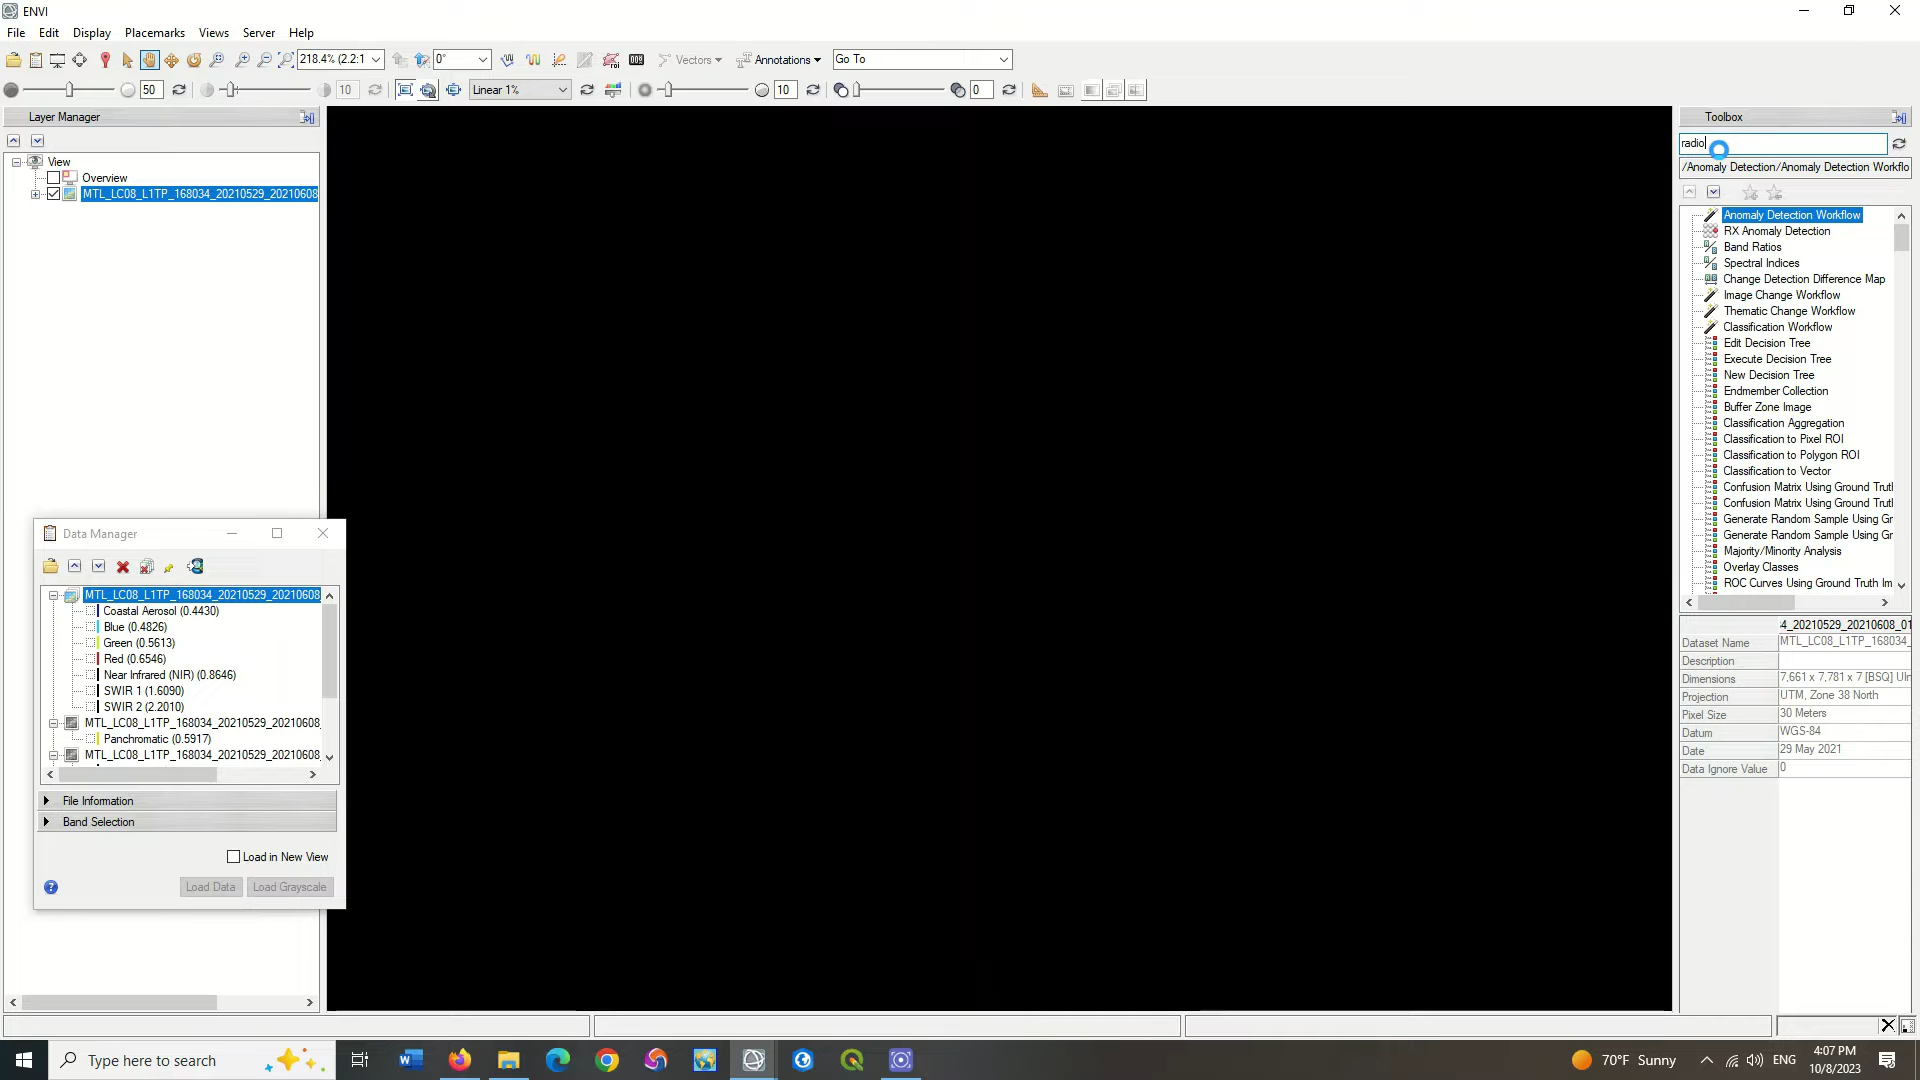 ENVI
File Edit Display Placemarks Views Server Help
218.4% (2.2:1 0° Vectors Annotations Go To
50 10 Linear 1% 10 0
Layer Manager
View
Overview
MTL_LC08_L1TP_168034_20210529_20210608
Data Manager
MTL_LC08_L1TP_168034_20210529_20210608
Coastal Aerosol (0.4430)
Blue (0.4826)
Green (0.5613)
Red (0.6546)
Near Infrared (NIR) (0.8646)
SWIR 1 (1.6090)
SWIR 2 (2.2010)
MTL_LC08_L1TP_168034_20210529_20210608_
Panchromatic (0.5917)
MTL_LC08_L1TP_168034_20210529_20210608_
File Information
Band Selection
Load in New View
Load Data Load Grayscale
Toolbox
radio
/Anomaly Detection/Anomaly Detection Workflo
Anomaly Detection Workflow
RX Anomaly Detection
Band Ratios
Spectral Indices
Change Detection Difference Map
Image Change Workflow
Thematic Change Workflow
Classification Workflow
Edit Decision Tree
Execute Decision Tree
New Decision Tree
Endmember Collection
Buffer Zone Image
Classification Aggregation
Classification to Pixel ROI
Classification to Polygon ROI
Classification to Vector
Confusion Matrix Using Ground Trutl
Confusion Matrix Using Ground Trutl
Generate Random Sample Using Gr
Generate Random Sample Using Gr
Majority/Minority Analysis
Overlay Classes
ROC Curves Using Ground Truth Im
4_20210529_20210608_01
Dataset Name MTL_LC08_L1TP_168034_
Description
Dimensions 7,661 x 7,781 x 7 [BSQ] UIn
Projection UTM, Zone 38 North
Pixel Size 30 Meters
Datum WGS-84
Date 29 May 2021
Data Ignore Value 0
Type here to search
70°F Sunny ENG 4:07 PM
10/8/2023